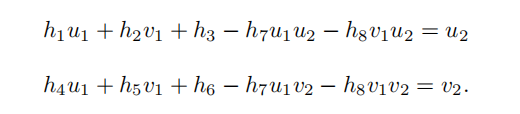 h₁u₁ + h₂v₁ + h₃ − h₇u₁u₂ − h₈v₁u₂ = u₂
h₄u₁ + h₅v₁ + h₆ − h₇u₁v₂ − h₈v₁v₂ = v₂.